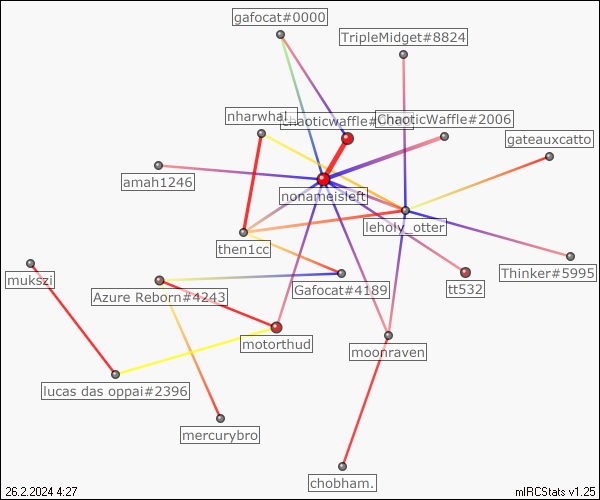 gafocat#0000
TripleMidget#8824
nharwhal_
ChaoticWaffle#2006
gateauxcatto
amah1246
nonameisleft
leholy_otter
then1cc
mukszi
Azure Reborn#4243
Gafocat#4189
tt532
Thinker#5995
motorthud
moonraven
lucas das oppai#2396
mercurybro
chobham.
26.2.2024 4:27
mIRCStats v1.25